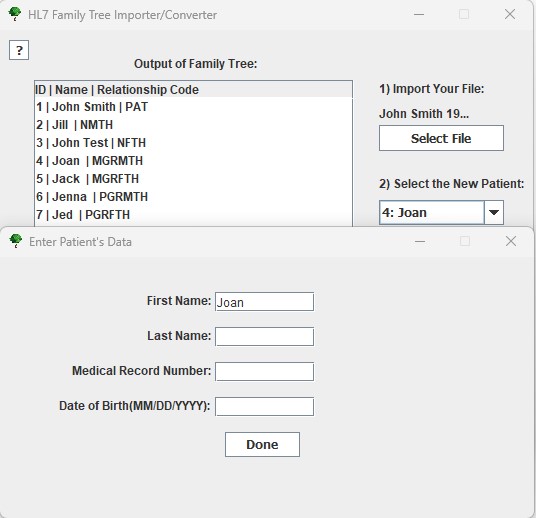 HL7 Family Tree Importer/Converter
?
Output of Family Tree:
ID | Name | Relationship Code
1 | John Smith | PAT
2 | Jill | NMTH
3 | John Test | NFTH
4 | Joan | MGRMTH
5 | Jack | MGRFTH
6 | Jenna | PGRMTH
7 | Jed | PGRFTH
1) Import Your File:
John Smith 19...
Select File
2) Select the New Patient:
4: Joan
Enter Patient's Data
First Name: Joan
Last Name:
Medical Record Number:
Date of Birth(MM/DD/YYYY):
Done